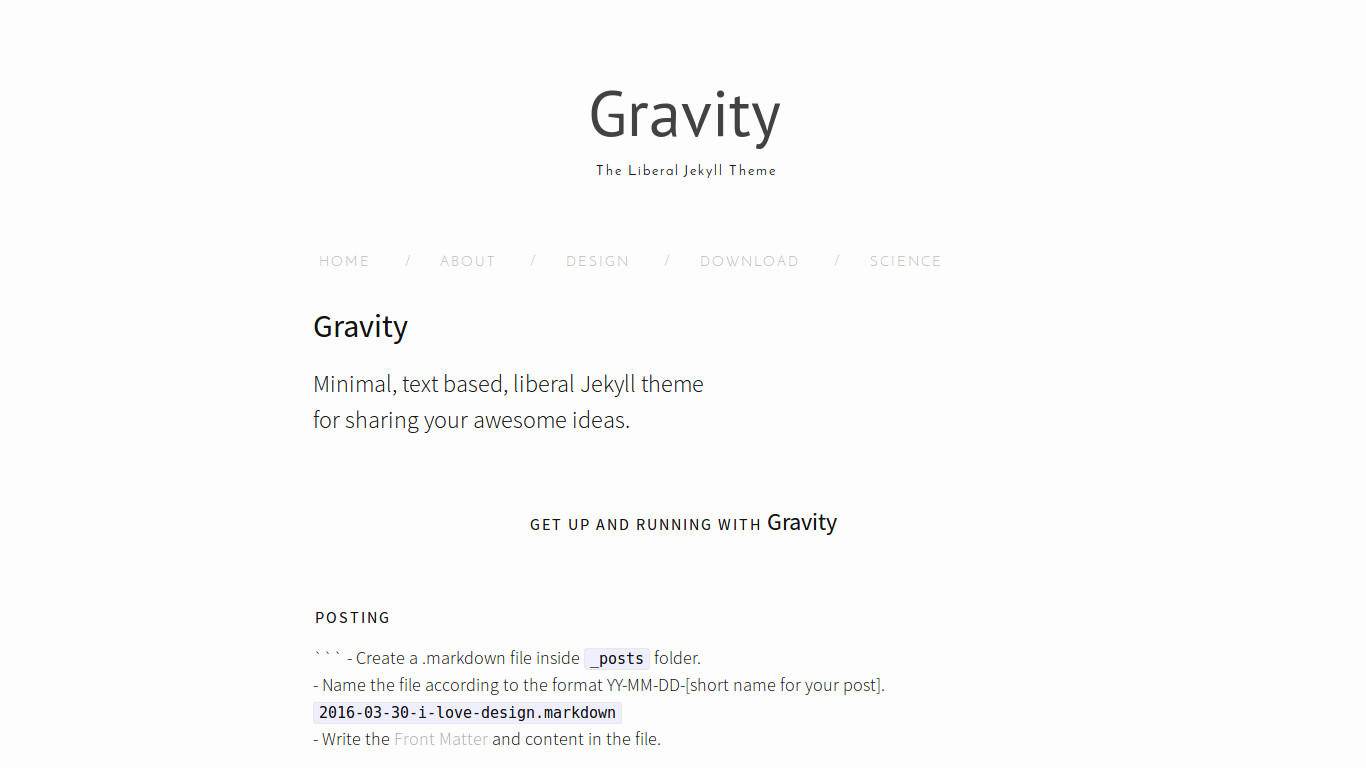 Gravity
The Liberal Jekyll Theme
HOME / ABOUT / DESIGN / DOWNLOAD / SCIENCE
Gravity
Minimal, text based, liberal Jekyll theme
for sharing your awesome ideas.
GET UP AND RUNNING WITH Gravity
POSTING
``` - Create a .markdown file inside _posts folder.
- Name the file according to the format YY-MM-DD-[short name for your post].
2016-03-30-i-love-design.markdown
- Write the Front Matter and content in the file.